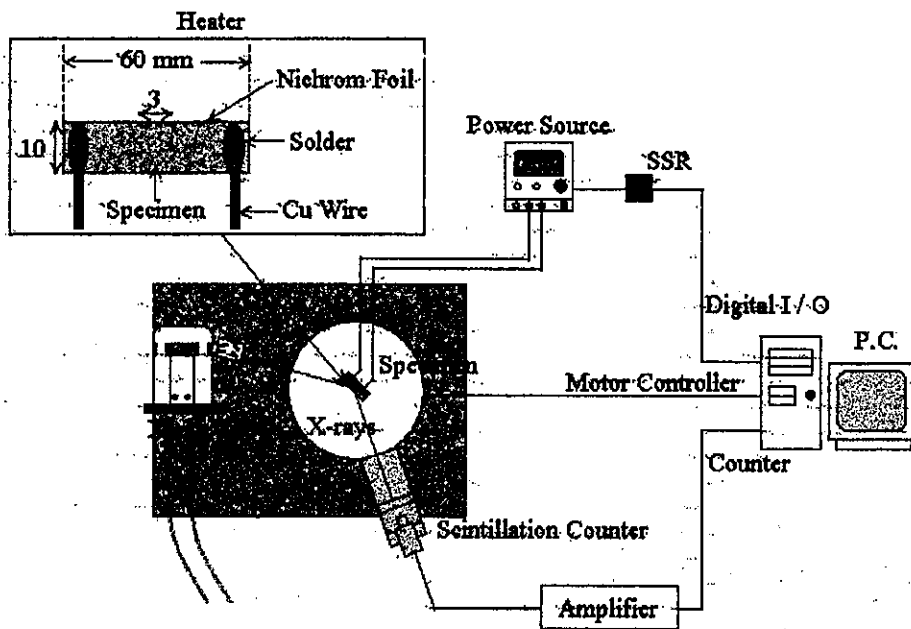 Heater
60 mm
Nichrom Foil
3
10
Solder
Specimen
Cu Wire
Power Source
SSR
Digital I / O
P.C.
Specimen
Motor Controller
X-rays
Counter
Scintillation Counter
Amplifier